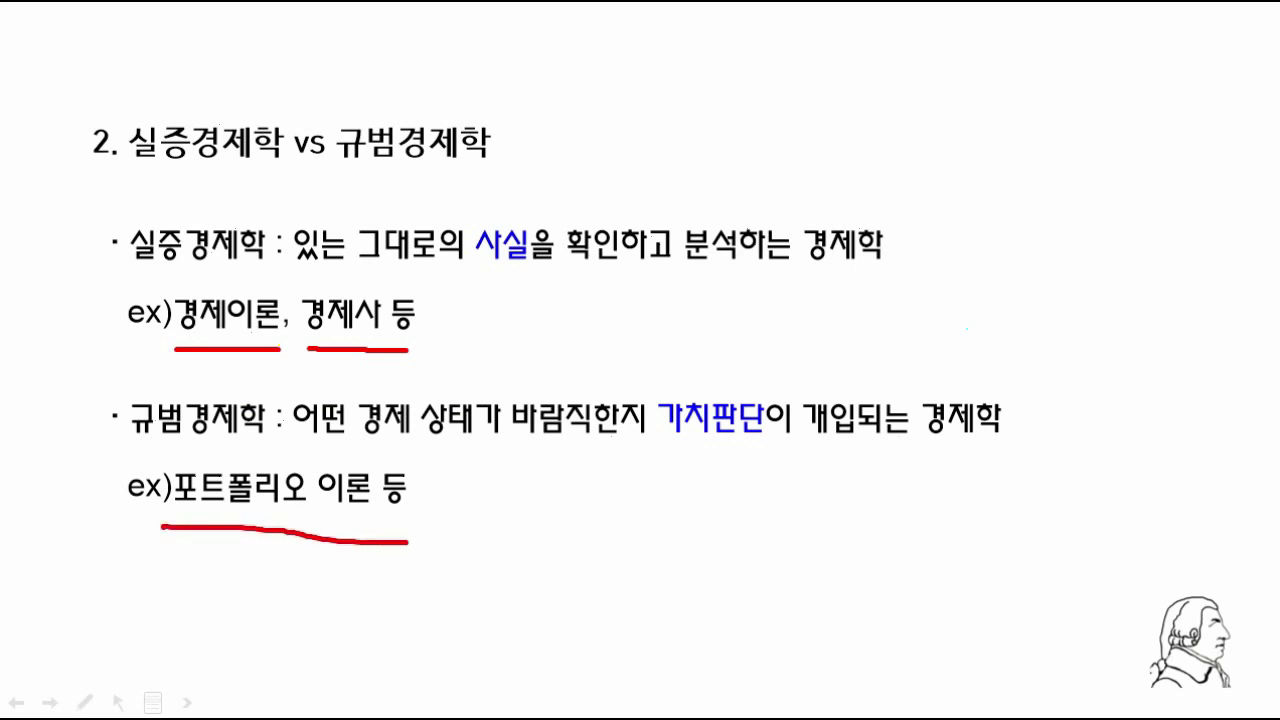 2. 실증경제학 vs 규범경제학
· 실증경제학 : 있는 그대로의 사실을 확인하고 분석하는 경제학
ex)경제이론, 경제사 등
· 규범경제학 : 어떤 경제 상태가 바람직한지 가치판단이 개입되는 경제학
ex)포트폴리오 이론 등